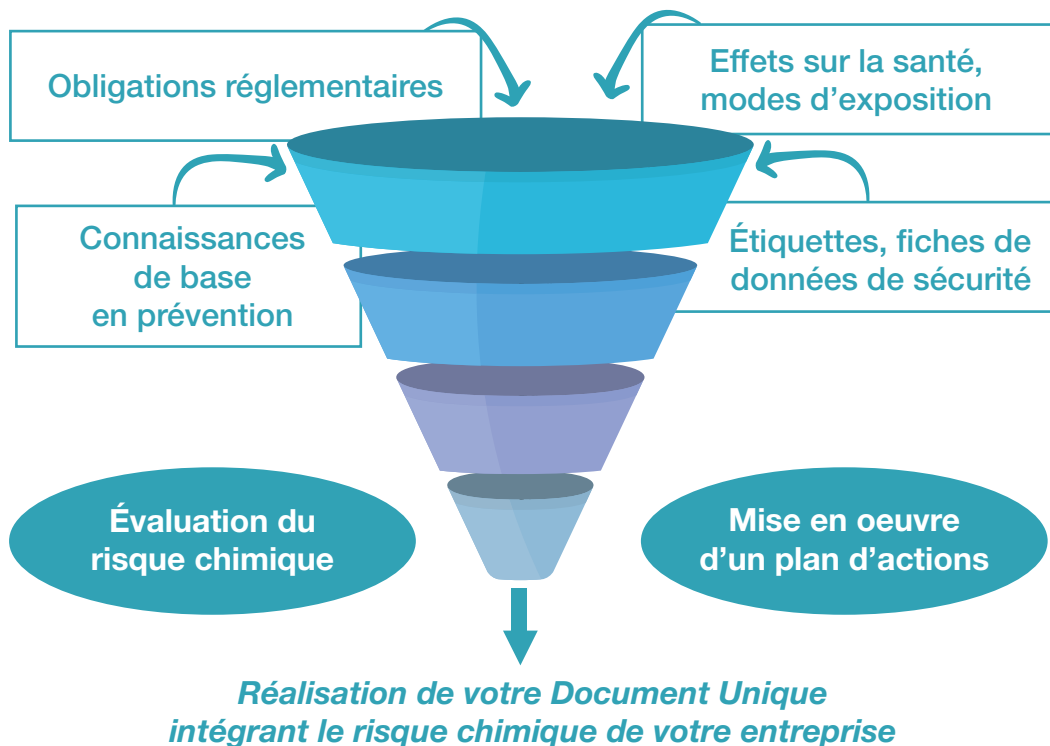 Obligations réglementaires
Effets sur la santé,
modes d'exposition
Connaissances
de base
en prévention
Étiquettes, fiches de
données de sécurité
Évaluation du
risque chimique
Mise en oeuvre
d'un plan d'actions
Réalisation de votre Document Unique
intégrant le risque chimique de votre entreprise